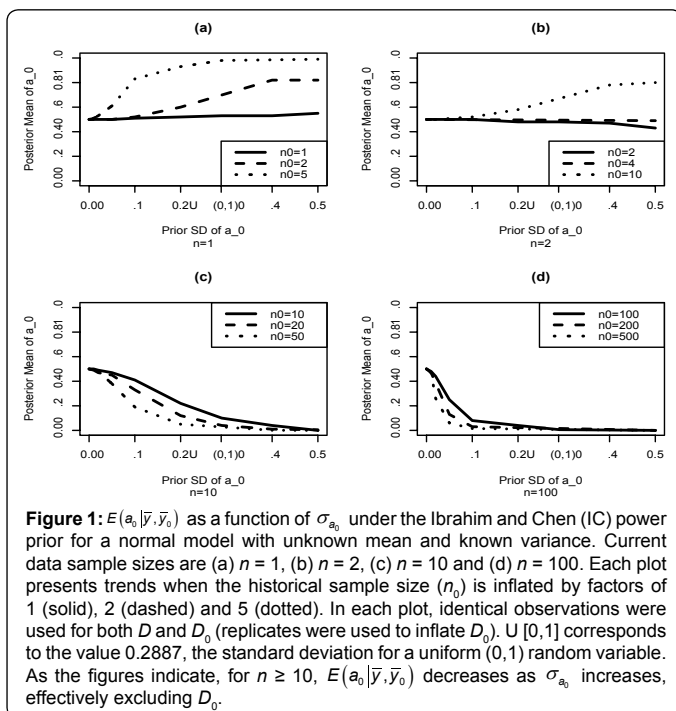 (a)
Posterior Mean of a_0
0.00 0.40 .6 0.81 .0
n0=1
n0=2
n0=5
0.00 .1 0.2U (0,1)0 .4 0.5
Prior SD of a_0
n=1
(b)
Posterior Mean of a_0
0.00 0.40 .6 0.81 .0
n0=2
n0=4
n0=10
0.00 .1 0.2U (0,1)0 .4 0.5
Prior SD of a_0
n=2
(c)
Posterior Mean of a_0
0.00 0.40 .6 0.81 .0
n0=10
n0=20
n0=50
0.00 .1 0.2U (0,1)0 .4 0.5
Prior SD of a_0
n=10
(d)
Posterior Mean of a_0
0.00 0.40 .6 0.81 .0
n0=100
n0=200
n0=500
0.00 .1 0.2U (0,1)0 .4 0.5
Prior SD of a_0
n=100
Figure 1: E(a₀|y̅,y̅₀) as a function of σₐ₀ under the Ibrahim and Chen (IC) power
prior for a normal model with unknown mean and known variance. Current
data sample sizes are (a) n = 1, (b) n = 2, (c) n = 10 and (d) n = 100. Each plot
presents trends when the historical sample size (n₀) is inflated by factors of
1 (solid), 2 (dashed) and 5 (dotted). In each plot, identical observations were
used for both D and D₀ (replicates were used to inflate D₀). U [0,1] corresponds
to the value 0.2887, the standard deviation for a uniform (0,1) random variable.
As the figures indicate, for n ≥ 10, E(a₀|y̅,y̅₀) decreases as σₐ₀ increases,
effectively excluding D₀.